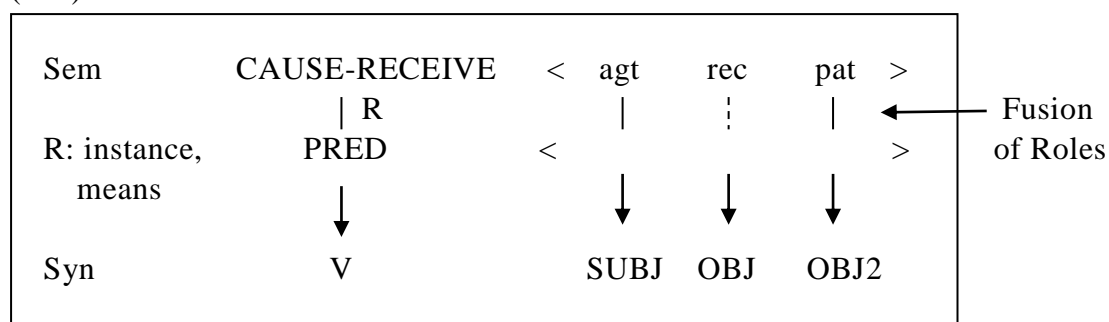 Sem CAUSE-RECEIVE < agt rec pat >
R Fusion
R: instance, PRED < > of Roles
means
Syn V SUBJ OBJ OBJ2